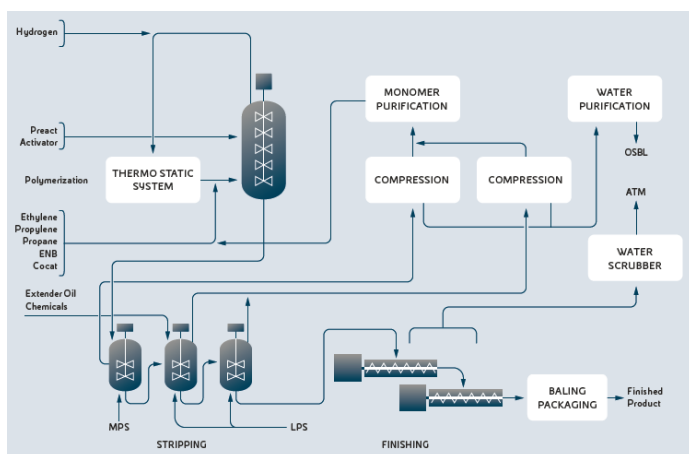 Hydrogen
MONOMER
PURIFICATION
WATER
PURIFICATION
Preact
Activator
OSBL
Polymerization
THERMO STATIC
SYSTEM
COMPRESSION
COMPRESSION
ATM
Ethylene
Propylene
Propane
ENB
Cocat
WATER
SCRUBBER
Extender Oil
Chemicals
BALING
PACKAGING
Finished
Product
MPS
LPS
STRIPPING
FINISHING